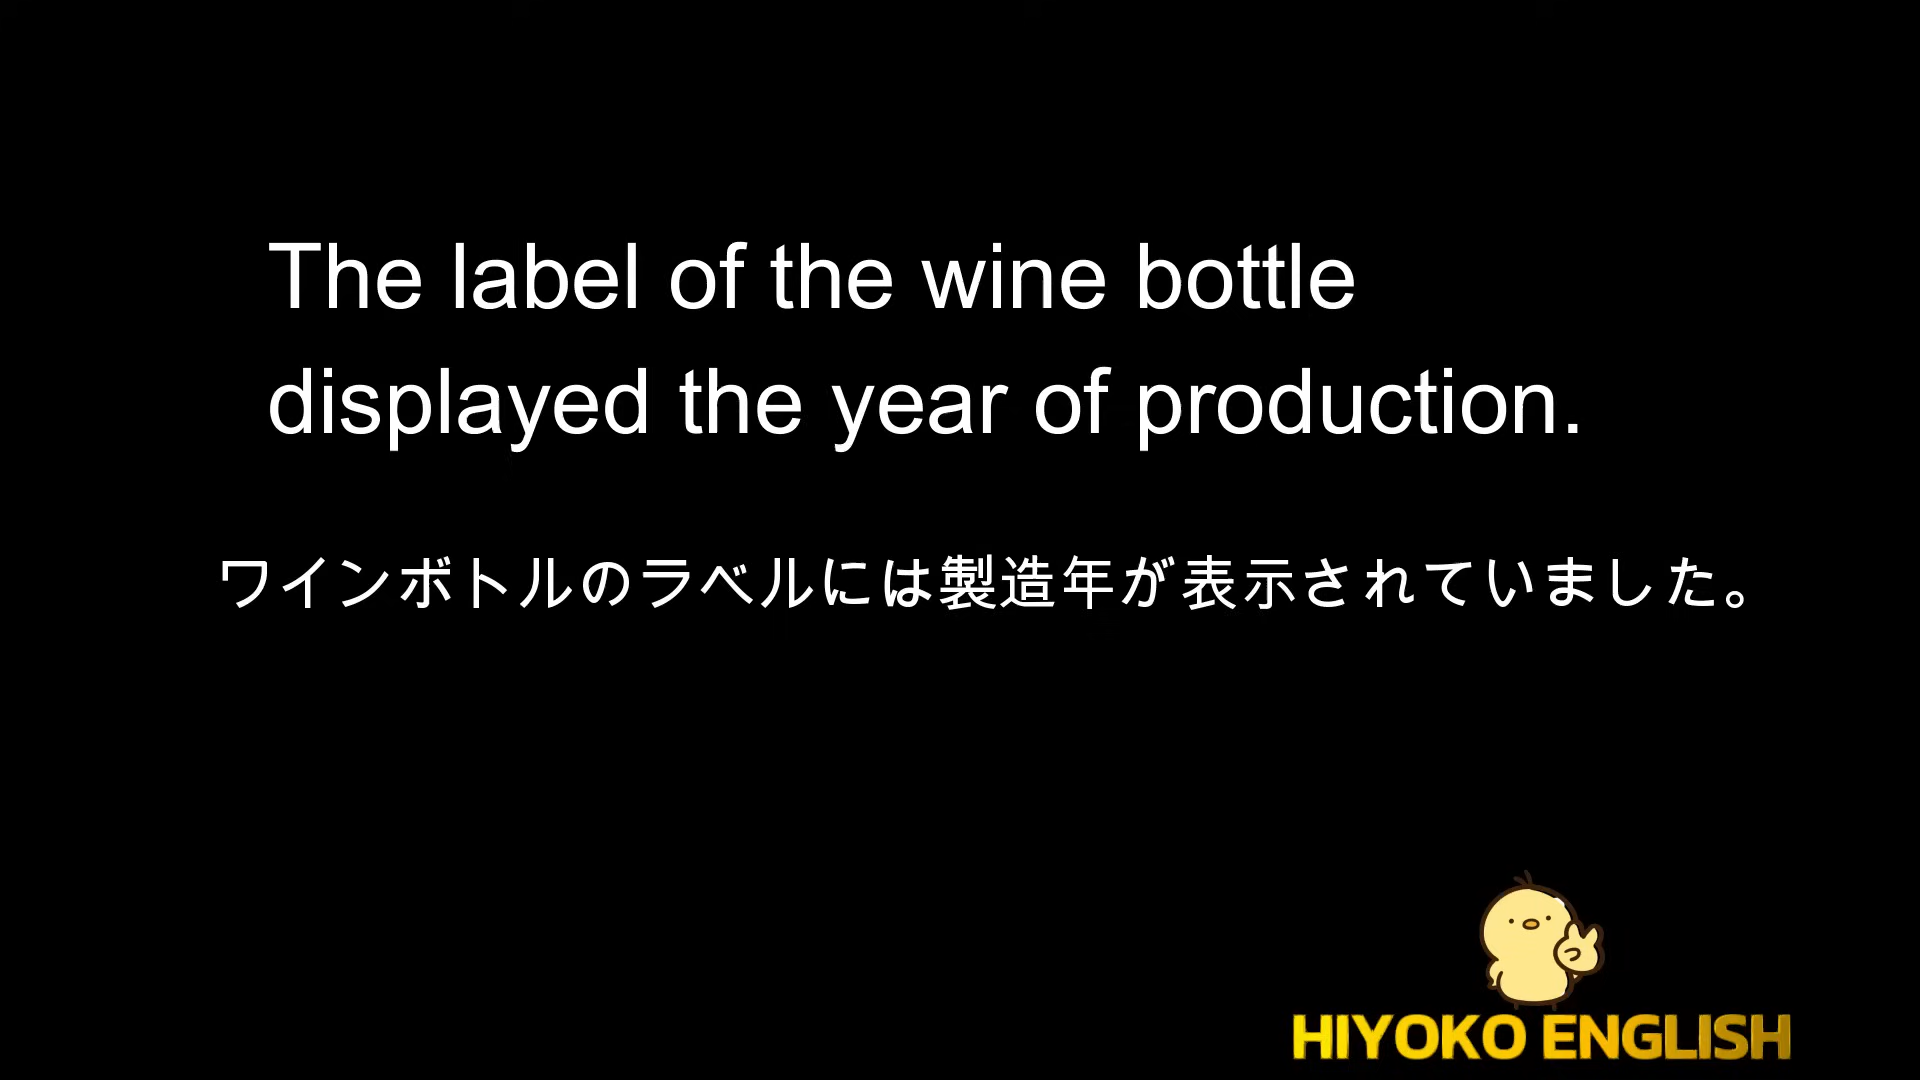 The label of the wine bottle
displayed the year of production.
ワインボトルのラベルには製造年が表示されていました。
HIYOKO ENGLISH